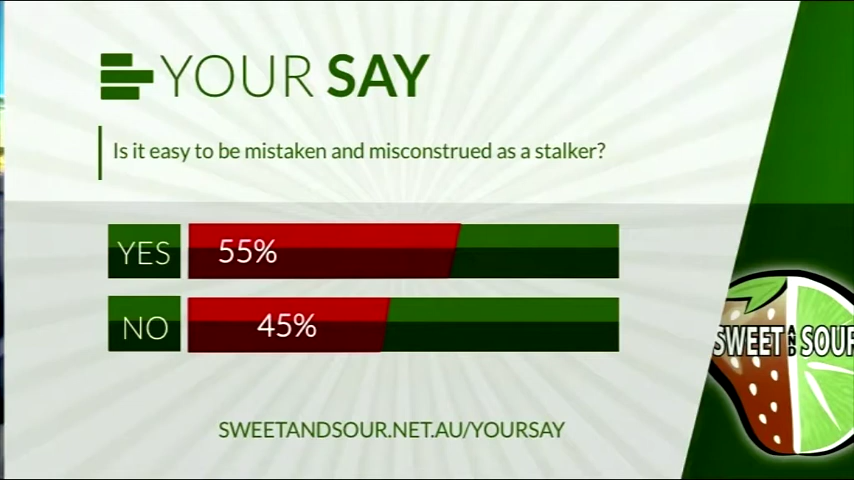 YOUR SAY
Is it easy to be mistaken and misconstrued as a stalker?
YES 55%
NO 45%
SWEET AND SOUR
SWEETANDSOUR.NET.AU/YOURSAY